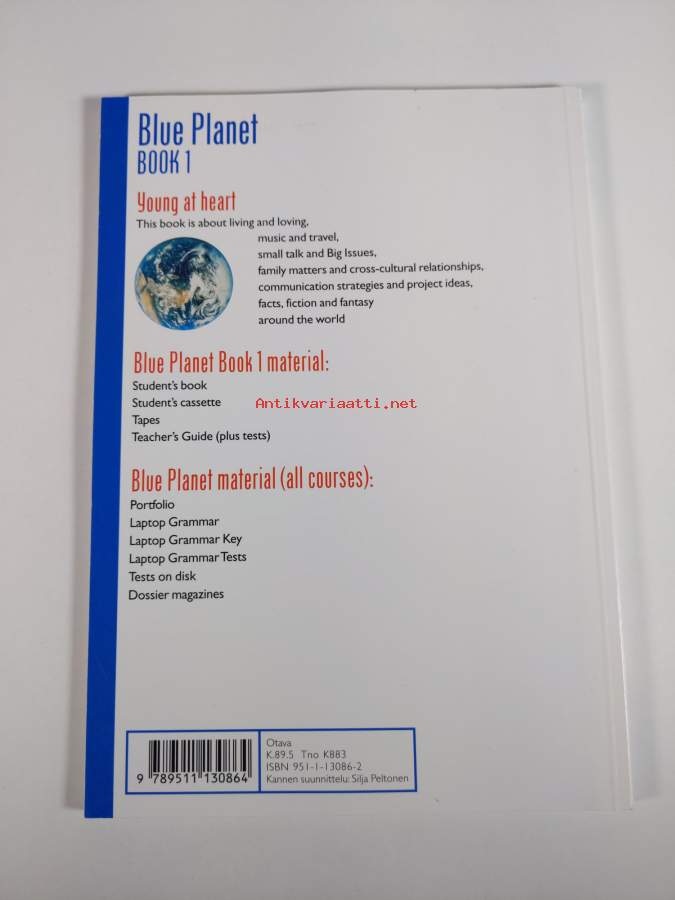 Blue Planet
BOOK 1
Young at heart
This book is about living and loving,
music and travel,
small talk and Big Issues,
family matters and cross-cultural relationships,
communication strategies and project ideas,
facts, fiction and fantasy
around the world
Blue Planet Book 1 material:
Student's book
Student's cassette
Antikvariaatti.net
Tapes
Teacher's Guide (plus tests)
Blue Planet material (all courses):
Portfolio
Laptop Grammar
Laptop Grammar Key
Laptop Grammar Tests
Tests on disk
Dossier magazines
9 789511 130864
Otava
K.89.5 Tno K883
ISBN 951-1-13086-2
Kannen suunnittelu: Silja Peltonen